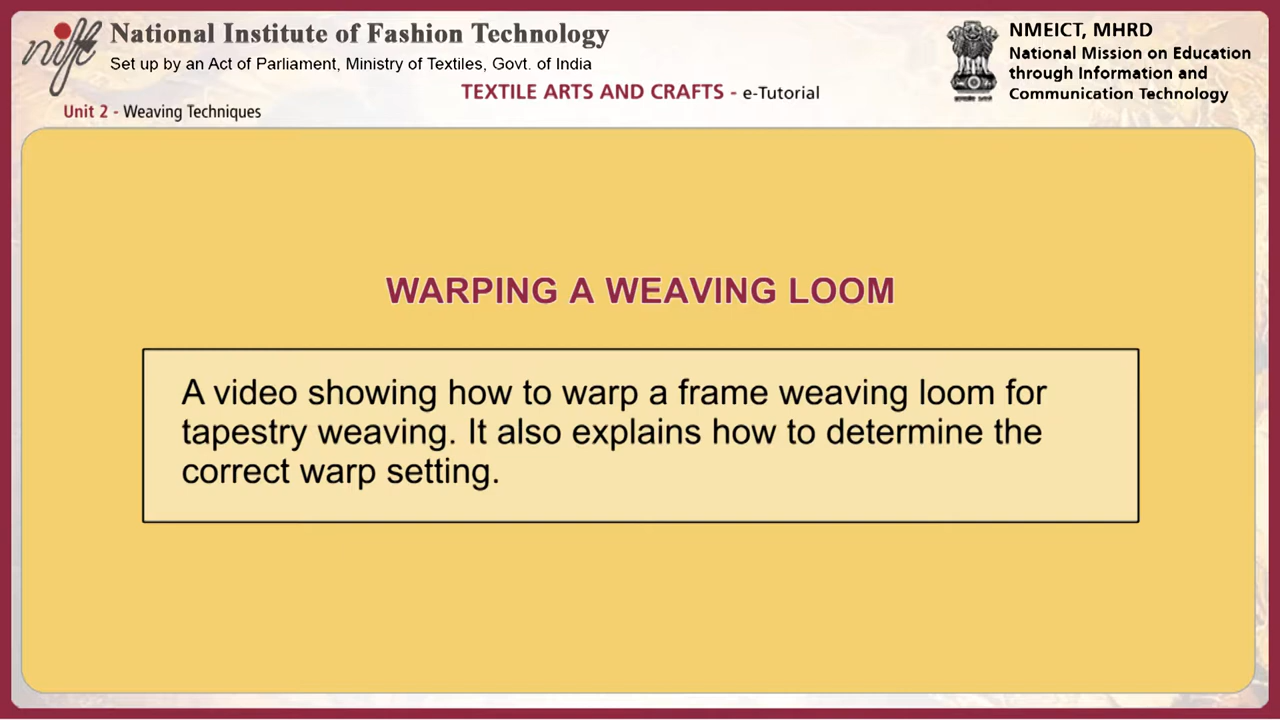 nift
National Institute of Fashion Technology
Set up by an Act of Parliament, Ministry of Textiles, Govt. of India
NMEICT, MHRD
National Mission on Education
through Information and
Communication Technology
TEXTILE ARTS AND CRAFTS - e-Tutorial
Unit 2 - Weaving Techniques
WARPING A WEAVING LOOM
A video showing how to warp a frame weaving loom for
tapestry weaving. It also explains how to determine the
correct warp setting.